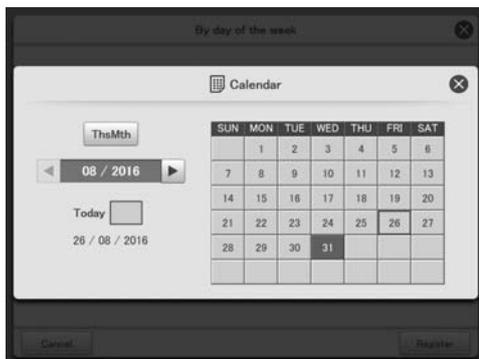 By day of the week
Calendar
ThsMth
08 / 2016
Today
26 / 08 / 2016
SUN MON TUE WED THU FRI SAT
1 2 3 4 5 6
7 8 9 10 11 12 13
14 15 16 17 18 19 20
21 22 23 24 25 26 27
28 29 30 31
Cancel
Register